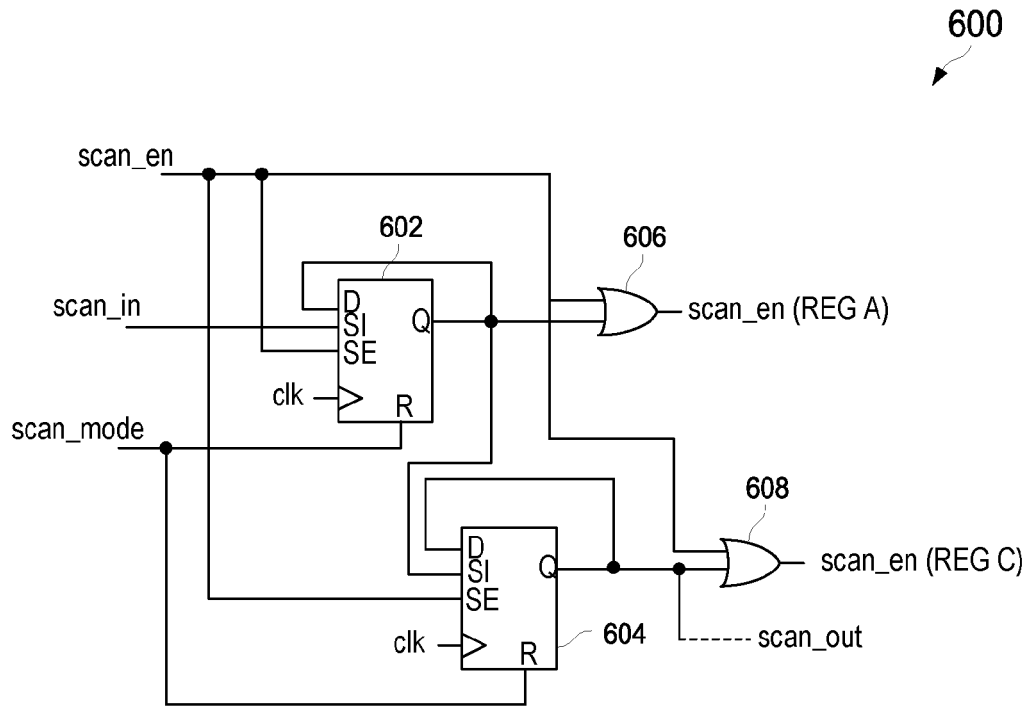 600
scan_en
602
606
scan_in
D
SI
SE
Q
scan_en (REG A)
clk
R
scan_mode
608
D
SI
SE
Q
scan_en (REG C)
clk
R
604
scan_out